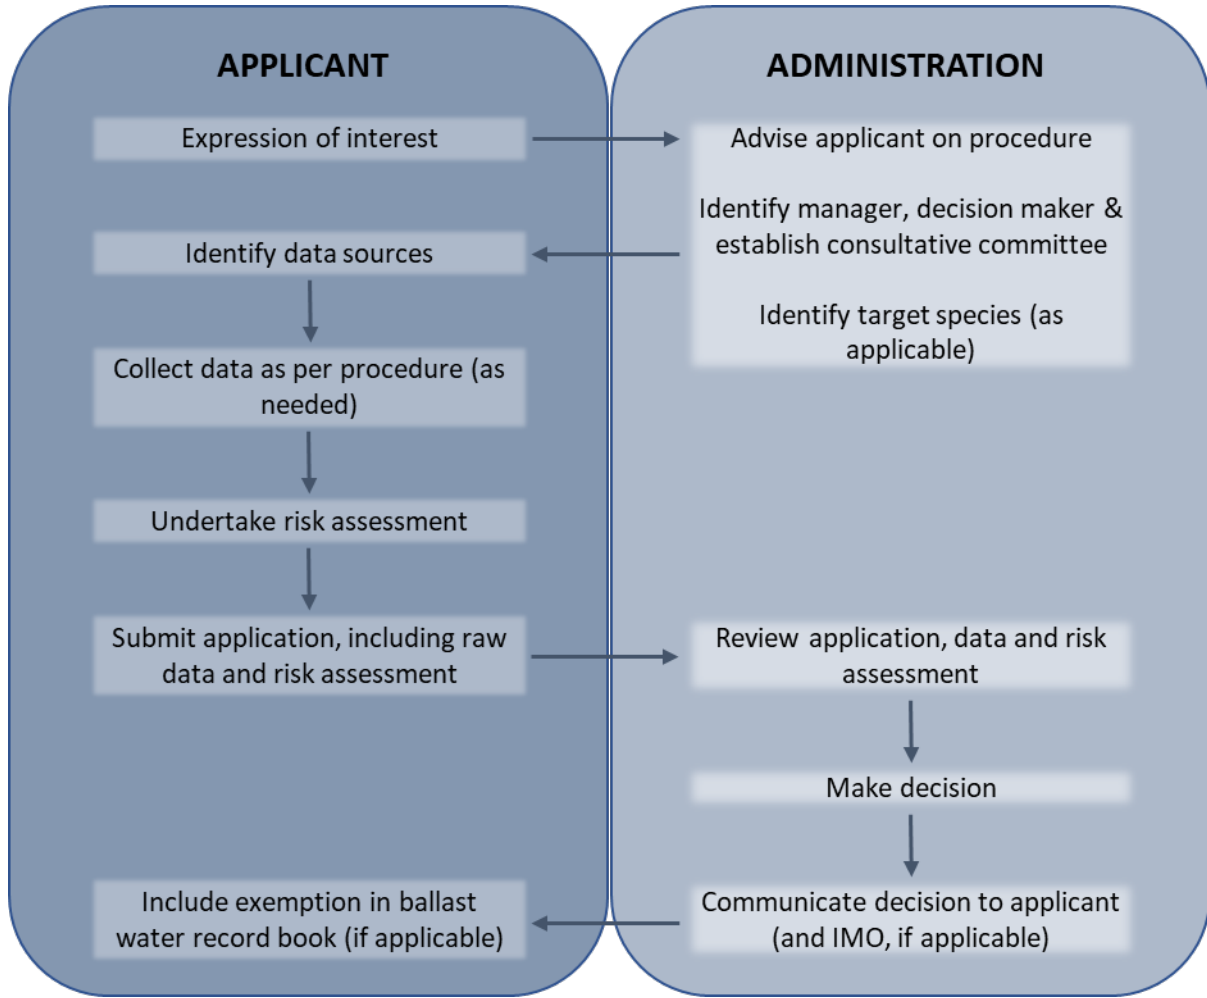 APPLICANT
Expression of interest
Identify data sources
Collect data as per procedure (as
needed)
Undertake risk assessment
Submit application, including raw
data and risk assessment
Include exemption in ballast
water record book (if applicable)
ADMINISTRATION
Advise applicant on procedure
Identify manager, decision maker &
establish consultative committee
Identify target species (as
applicable)
Review application, data and risk
assessment
Make decision
Communicate decision to applicant
(and IMO, if applicable)